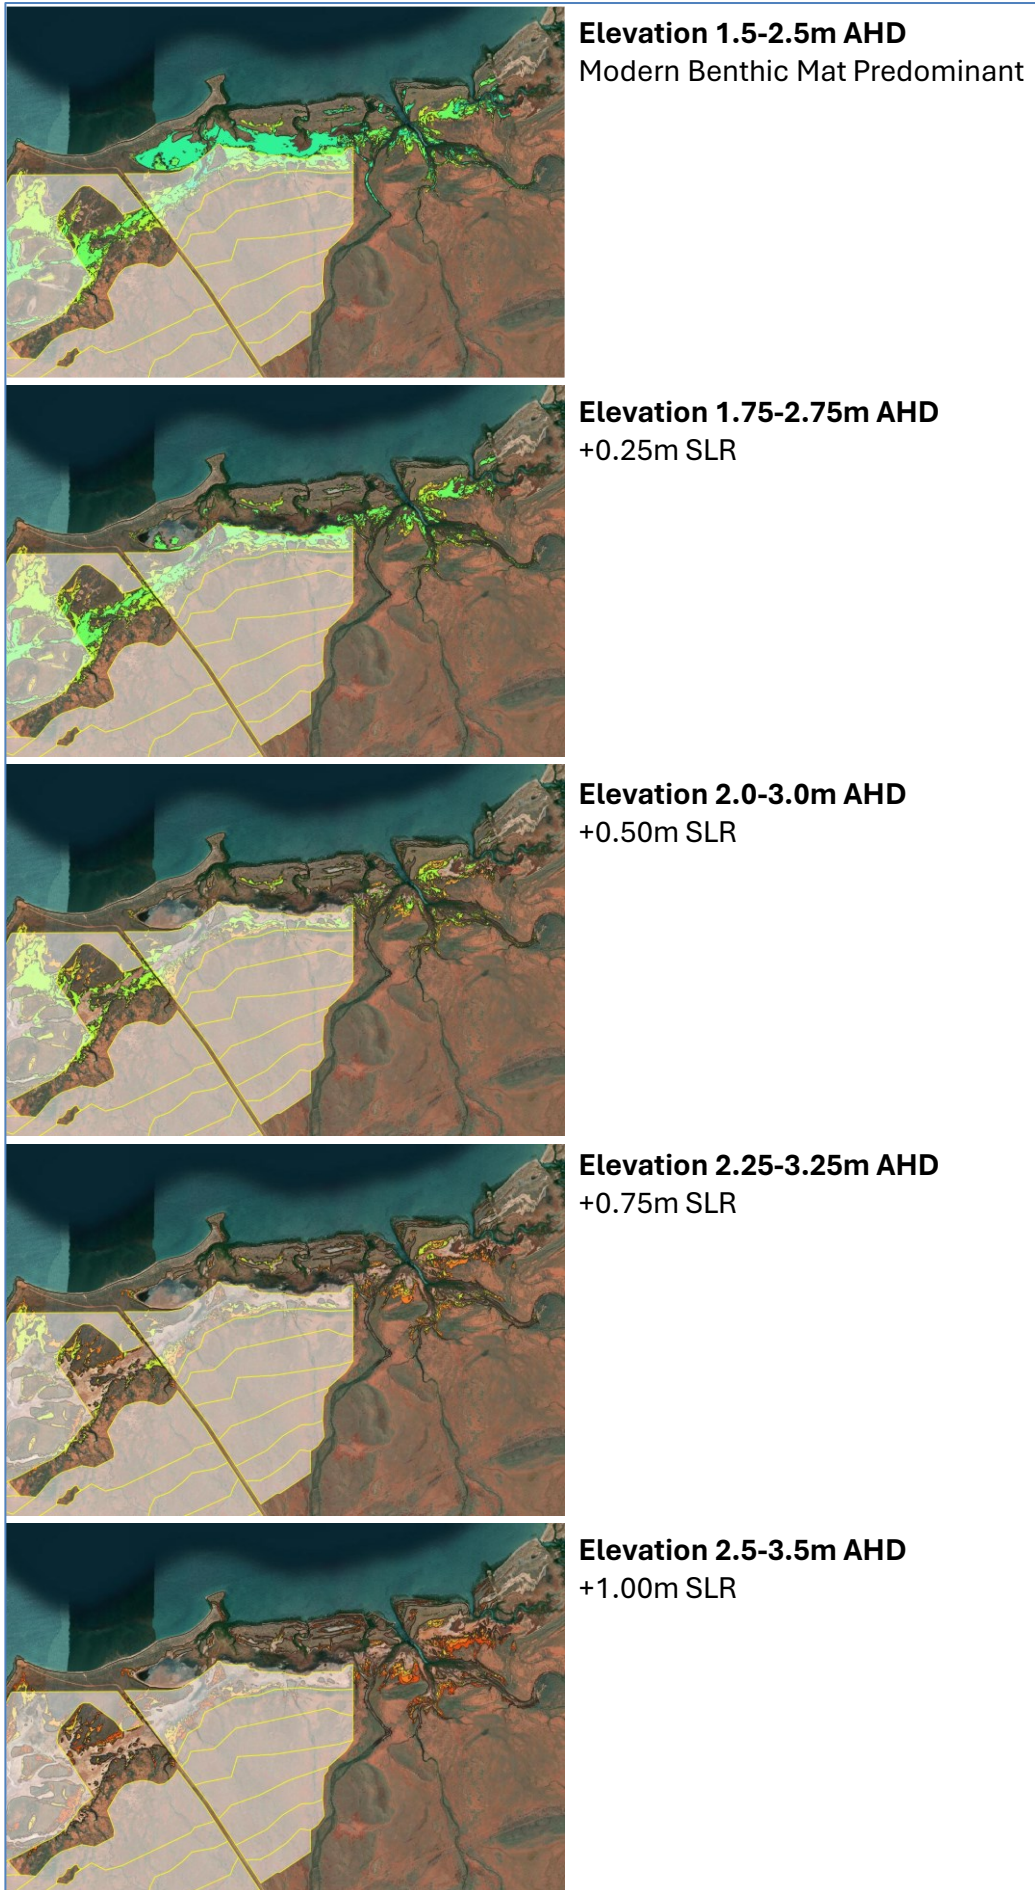 Elevation 1.5-2.5m AHD
Modern Benthic Mat Predominant
Elevation 1.75-2.75m AHD
+0.25m SLR
Elevation 2.0-3.0m AHD
+0.50m SLR
Elevation 2.25-3.25m AHD
+0.75m SLR
Elevation 2.5-3.5m AHD
+1.00m SLR